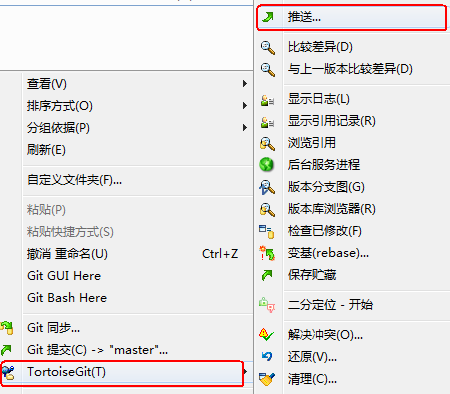 查看(V)
排序方式(O)
分组依据(P)
刷新(E)
自定义文件夹(F)...
粘贴(P)
粘贴快捷方式(S)
撤消 重命名(U) Ctrl+Z
Git GUI Here
Git Bash Here
Git 同步...
Git 提交(C) -> "master"...
TortoiseGit(T)
推送...
比较差异(D)
与上一版本比较差异(D)
显示日志(L)
显示引用记录(R)
浏览引用
后台服务进程
版本分支图(G)
版本库浏览器(R)
检查已修改(F)
变基(rebase)...
保存贮藏
二分定位 - 开始
解决冲突(O)...
还原(V)...
清理(C)...